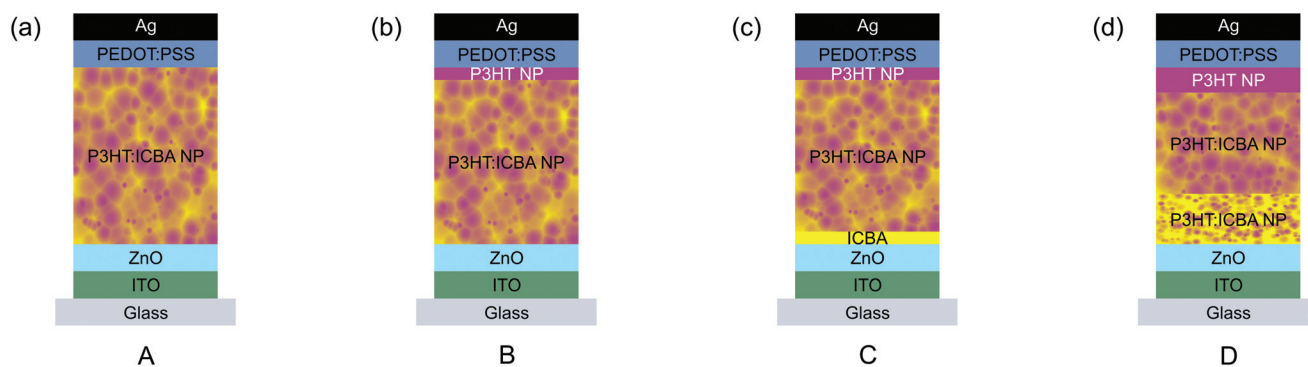 (a)
Ag
PEDOT:PSS
P3HT:ICBA NP
ZnO
ITO
Glass
A
(b)
Ag
PEDOT:PSS
P3HT NP
P3HT:ICBA NP
ZnO
ITO
Glass
B
(c)
Ag
PEDOT:PSS
P3HT NP
P3HT:ICBA NP
ICBA
ZnO
ITO
Glass
C
(d)
Ag
PEDOT:PSS
P3HT NP
P3HT:ICBA NP
P3HT:ICBA NP
ZnO
ITO
Glass
D